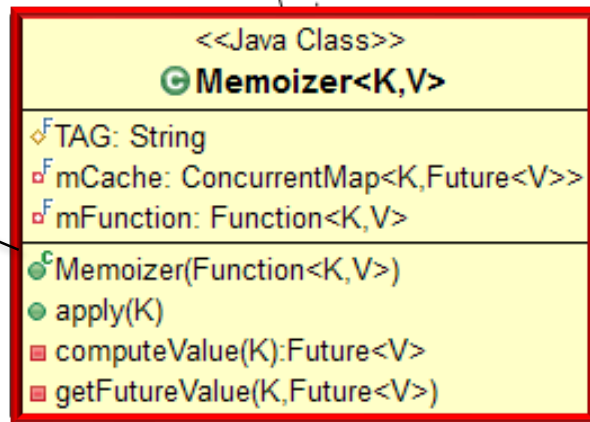 <<Java Class>>
C Memoizer<K,V>
F TAG: String
F mCache: ConcurrentMap<K,Future<V>>
F mFunction: Function<K,V>
C Memoizer(Function<K,V>)
apply(K)
computeValue(K):Future<V>
getFutureValue(K,Future<V>)